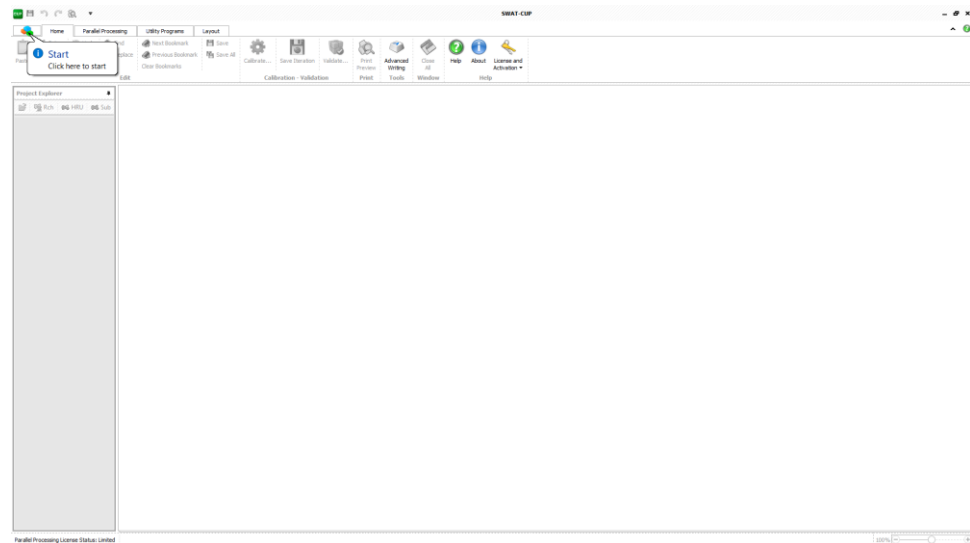 SWAT-CUP
Home Parallel Processing Utility Programs Layout
Start
Click here to start
Next Bookmark
Previous Bookmark
Clear Bookmarks
Save
Save All
Calibrate...
Save Iteration
Validate...
Print Preview
Advanced Writing
Close All
Help
About
License and Activation
Edit Calibration - Validation Print Tools Window Help
Project Explorer
Rch HRU Sub
Parallel Processing License Status: Limited
100%